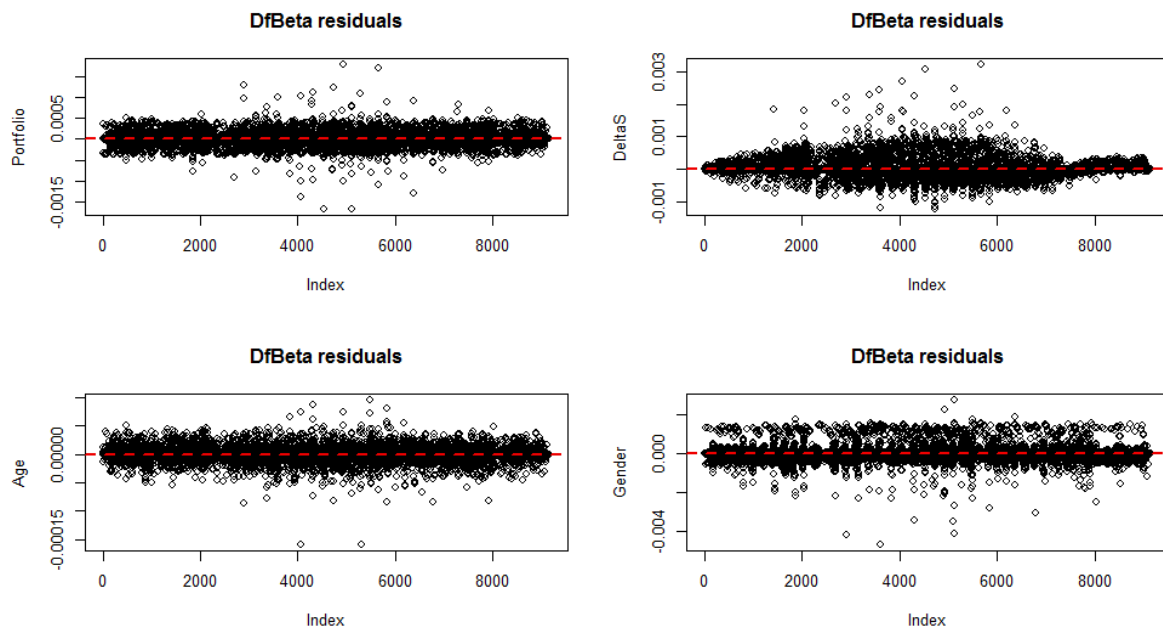 DfBeta residuals
Portfolio
0.0005
-0.0015
0 2000 4000 6000 8000
Index
DfBeta residuals
DeltaS
0.003
0.001
-0.001
0 2000 4000 6000 8000
Index
DfBeta residuals
Age
0.00000
-0.00015
0 2000 4000 6000 8000
Index
DfBeta residuals
Gender
0.000
-0.004
0 2000 4000 6000 8000
Index